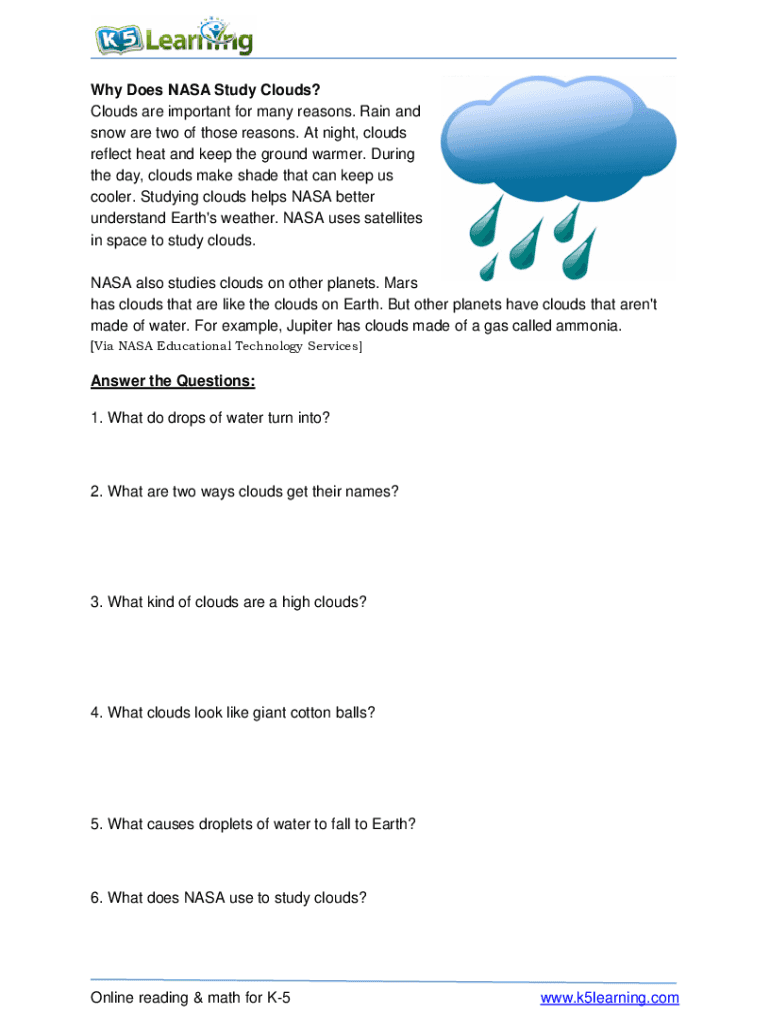 K5 Learning
Why Does NASA Study Clouds?
Clouds are important for many reasons. Rain and
snow are two of those reasons. At night, clouds
reflect heat and keep the ground warmer. During
the day, clouds make shade that can keep us
cooler. Studying clouds helps NASA better
understand Earth's weather. NASA uses satellites
in space to study clouds.
NASA also studies clouds on other planets. Mars
has clouds that are like the clouds on Earth. But other planets have clouds that aren't
made of water. For example, Jupiter has clouds made of a gas called ammonia.
[Via NASA Educational Technology Services]
Answer the Questions:
1. What do drops of water turn into?
2. What are two ways clouds get their names?
3. What kind of clouds are a high clouds?
4. What clouds look like giant cotton balls?
5. What causes droplets of water to fall to Earth?
6. What does NASA use to study clouds?
Online reading & math for K-5 www.k5learning.com